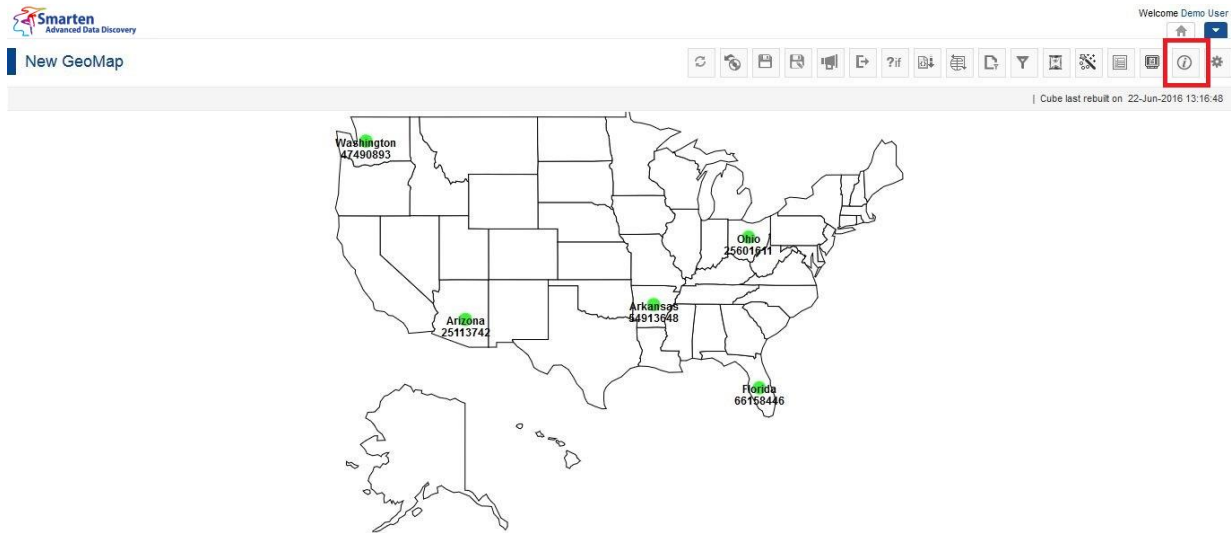 Smarten
Advanced Data Discovery
Welcome Demo User
New GeoMap
?if
| Cube last rebuilt on 22-Jun-2016 13:16:48
Washington
47490893
Ohio
25601611
Arkansas
54913648
Arizona
25113742
Florida
66158446